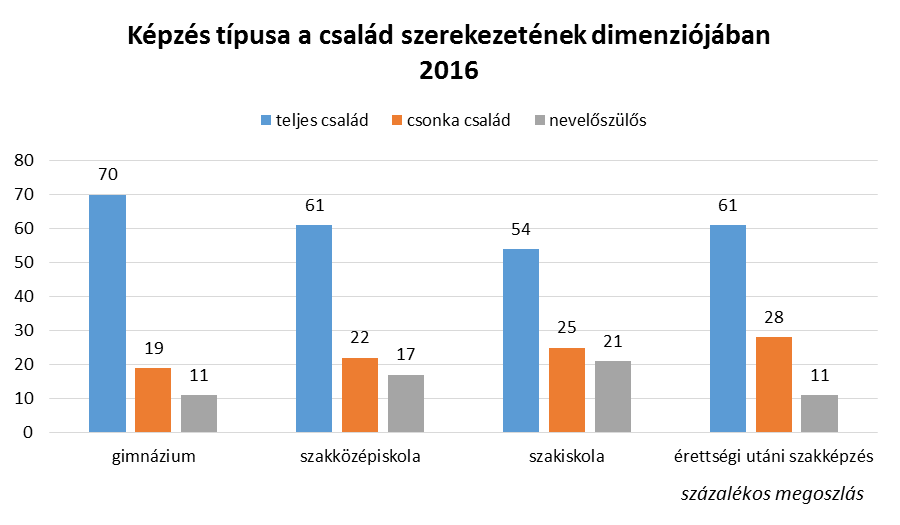 Képzés típusa a család szerekezetének dimenziójában
2016
teljes család csonka család nevelőszülős
80
70
60
50
40
30
20
10
0
70 19 11
61 22 17
54 25 21
61 28 11
gimnázium szakközépiskola szakiskola érettségi utáni szakképzés
százalékos megoszlás